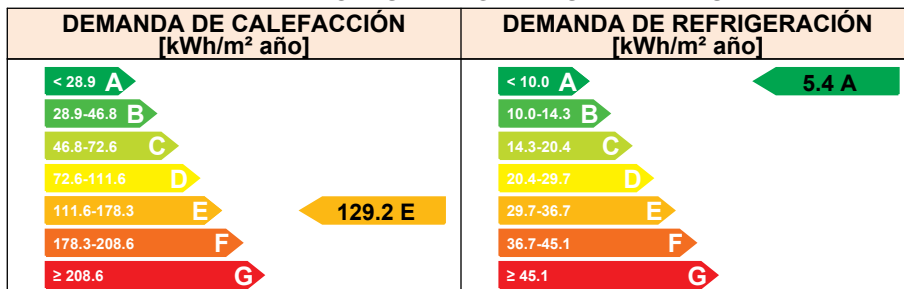 DEMANDA DE CALEFACCIÓN
[kWh/m² año]
< 28.9 A
28.9-46.8 B
46.8-72.6 C
72.6-111.6 D
111.6-178.3 E
129.2 E
178.3-208.6 F
≥ 208.6 G
DEMANDA DE REFRIGERACIÓN
[kWh/m² año]
< 10.0 A
5.4 A
10.0-14.3 B
14.3-20.4 C
20.4-29.7 D
29.7-36.7 E
36.7-45.1 F
≥ 45.1 G